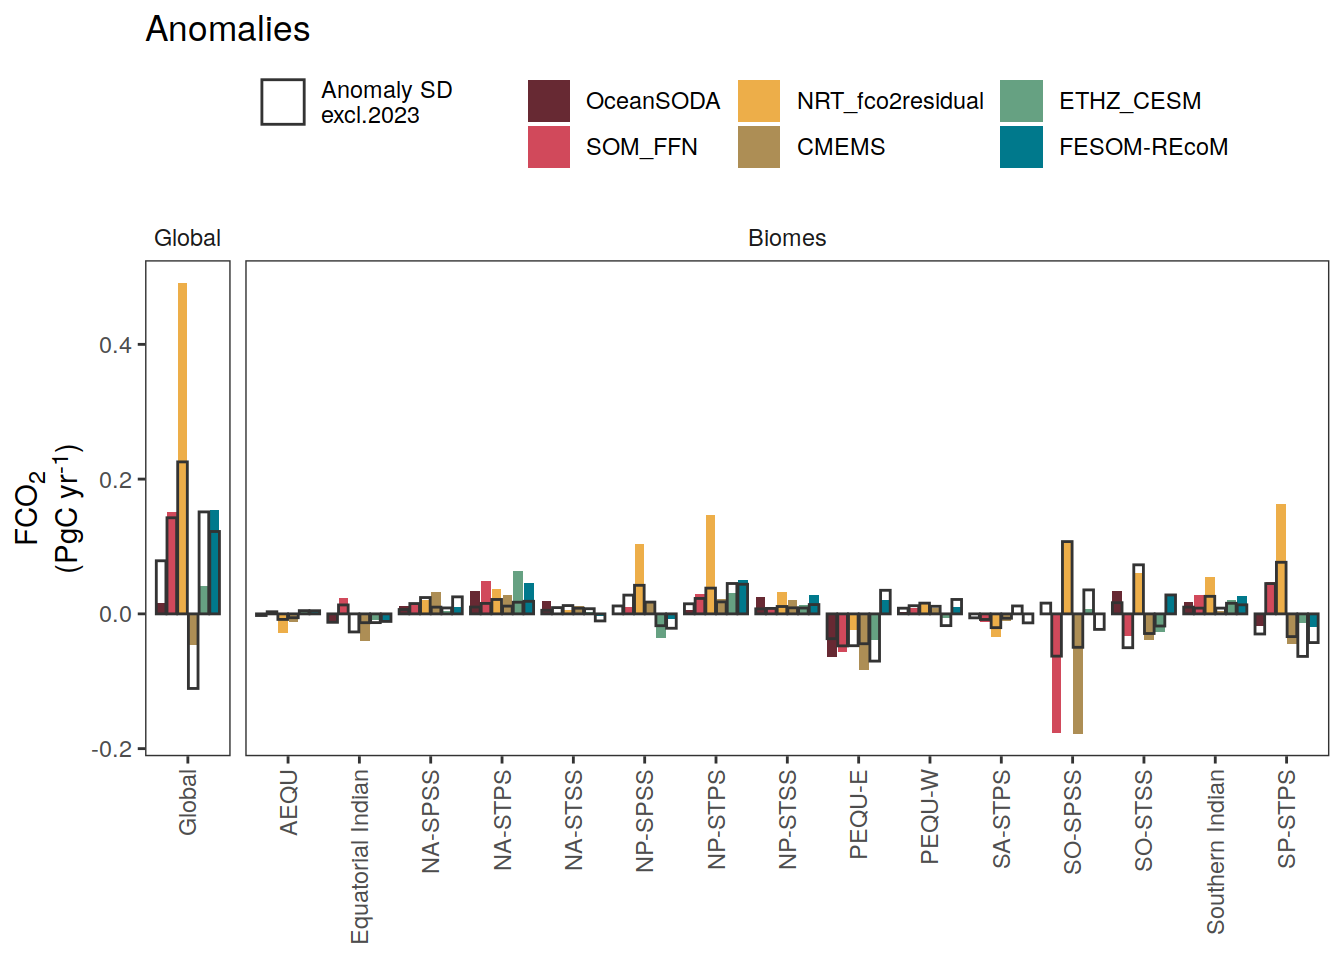 Anomalies
Anomaly SD
excl.2023
OceanSODA
NRT_fco2residual
ETHZ_CESM
SOM_FFN
CMEMS
FESOM-REcoM
Global
Biomes
FCO2
(PgC yr-1)
0.4
0.2
0.0
-0.2
Global
AEQU
Equatorial Indian
NA-SPSS
NA-STPS
NA-STSS
NP-SPSS
NP-STPS
NP-STSS
PEQU-E
PEQU-W
SA-STPS
SO-SPSS
SO-STSS
Southern Indian
SP-STPS